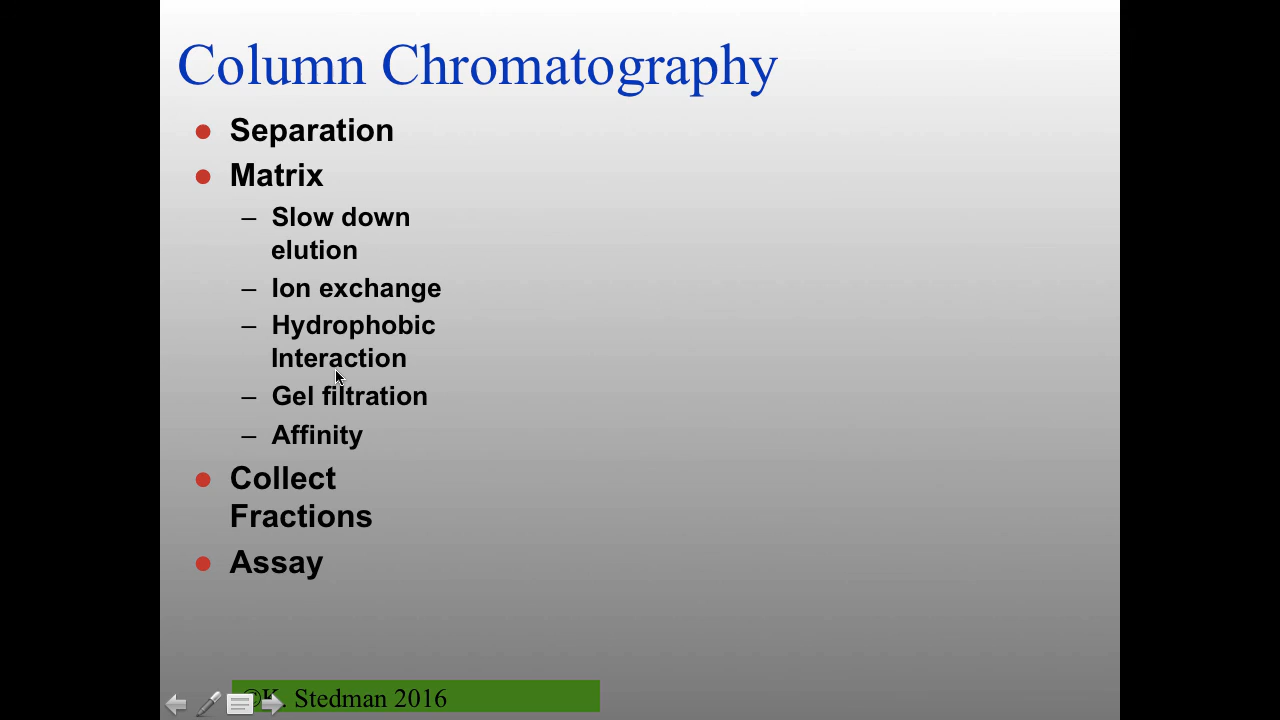 Column Chromatography
● Separation
● Matrix
– Slow down
elution
– Ion exchange
– Hydrophobic
Interaction
– Gel filtration
– Affinity
● Collect
Fractions
● Assay
©K. Stedman 2016